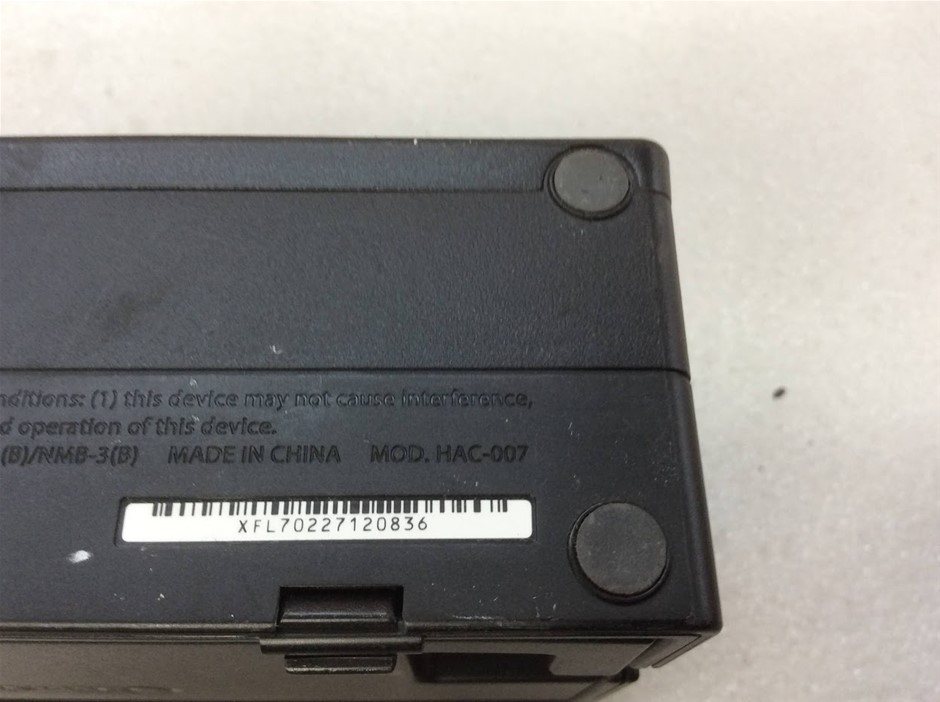 nditions: (1) this device may not cause interference,
d operation of this device.
(B)/NMB-3(B) MADE IN CHINA MOD. HAC-007
XFL70227120836